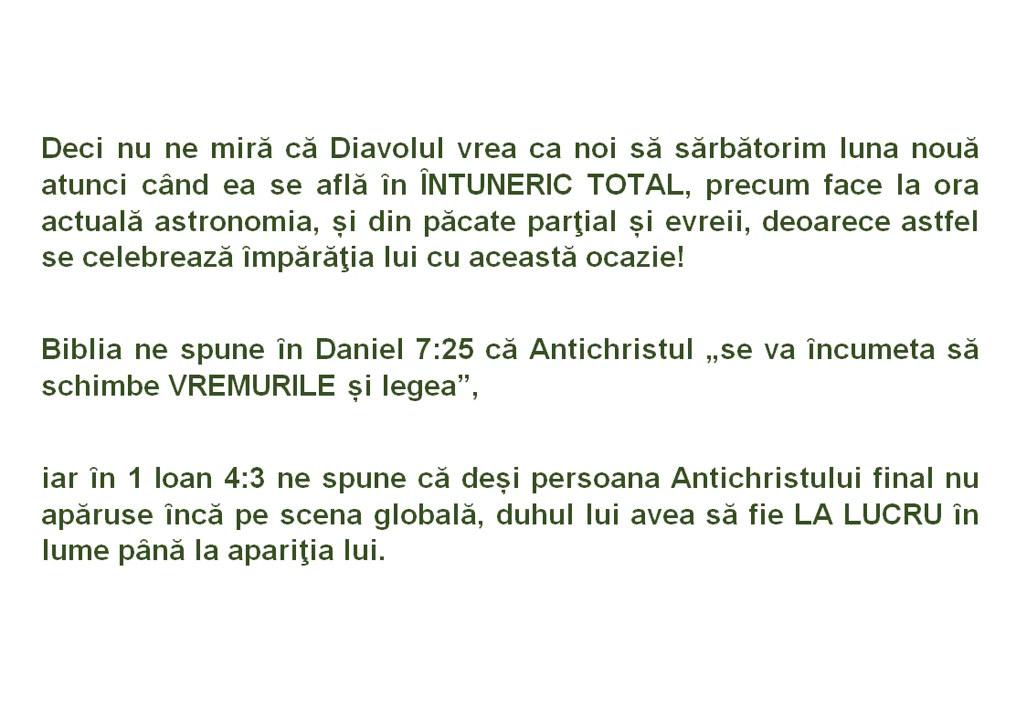 Deci nu ne miră că Diavolul vrea ca noi să sărbătorim luna nouă
atunci când ea se află în ÎNTUNERIC TOTAL, precum face la ora
actuală astronomia, și din păcate parţial și evreii, deoarece astfel
se celebrează împărăţia lui cu această ocazie!
Biblia ne spune în Daniel 7:25 că Antichristul „se va încumeta să
schimbe VREMURILE și legea”,
iar în 1 Ioan 4:3 ne spune că deși persoana Antichristului final nu
apăruse încă pe scena globală, duhul lui avea să fie LA LUCRU în
lume până la apariţia lui.